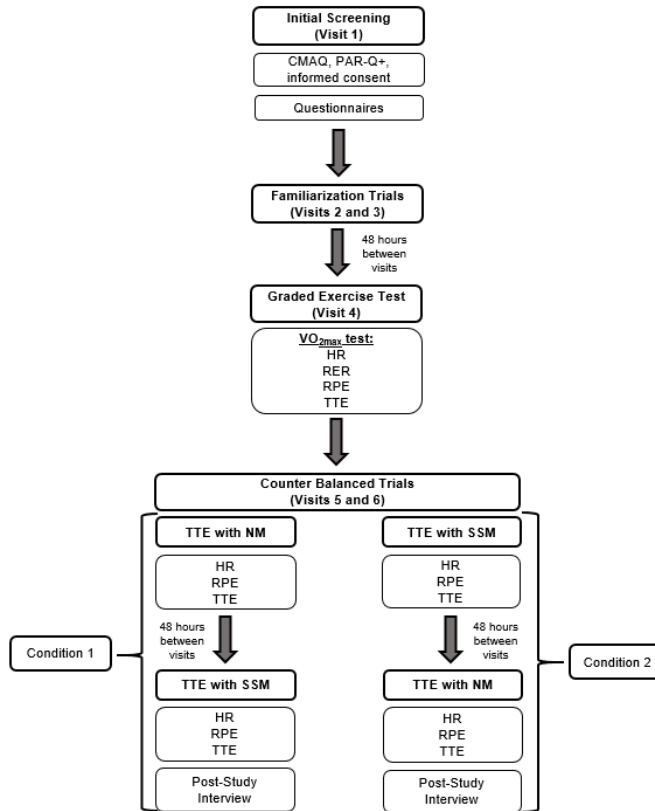 Initial Screening
(Visit 1)
CMAQ, PAR-Q+,
informed consent
Questionnaires
Familiarization Trials
(Visits 2 and 3)
48 hours
between
visits
Graded Exercise Test
(Visit 4)
VO2max test:
HR
RER
RPE
TTE
Counter Balanced Trials
(Visits 5 and 6)
TTE with NM
HR
RPE
TTE
48 hours
between
visits
Condition 1
TTE with SSM
HR
RPE
TTE
Post-Study
Interview
TTE with SSM
HR
RPE
TTE
48 hours
between
visits
Condition 2
TTE with NM
HR
RPE
TTE
Post-Study
Interview